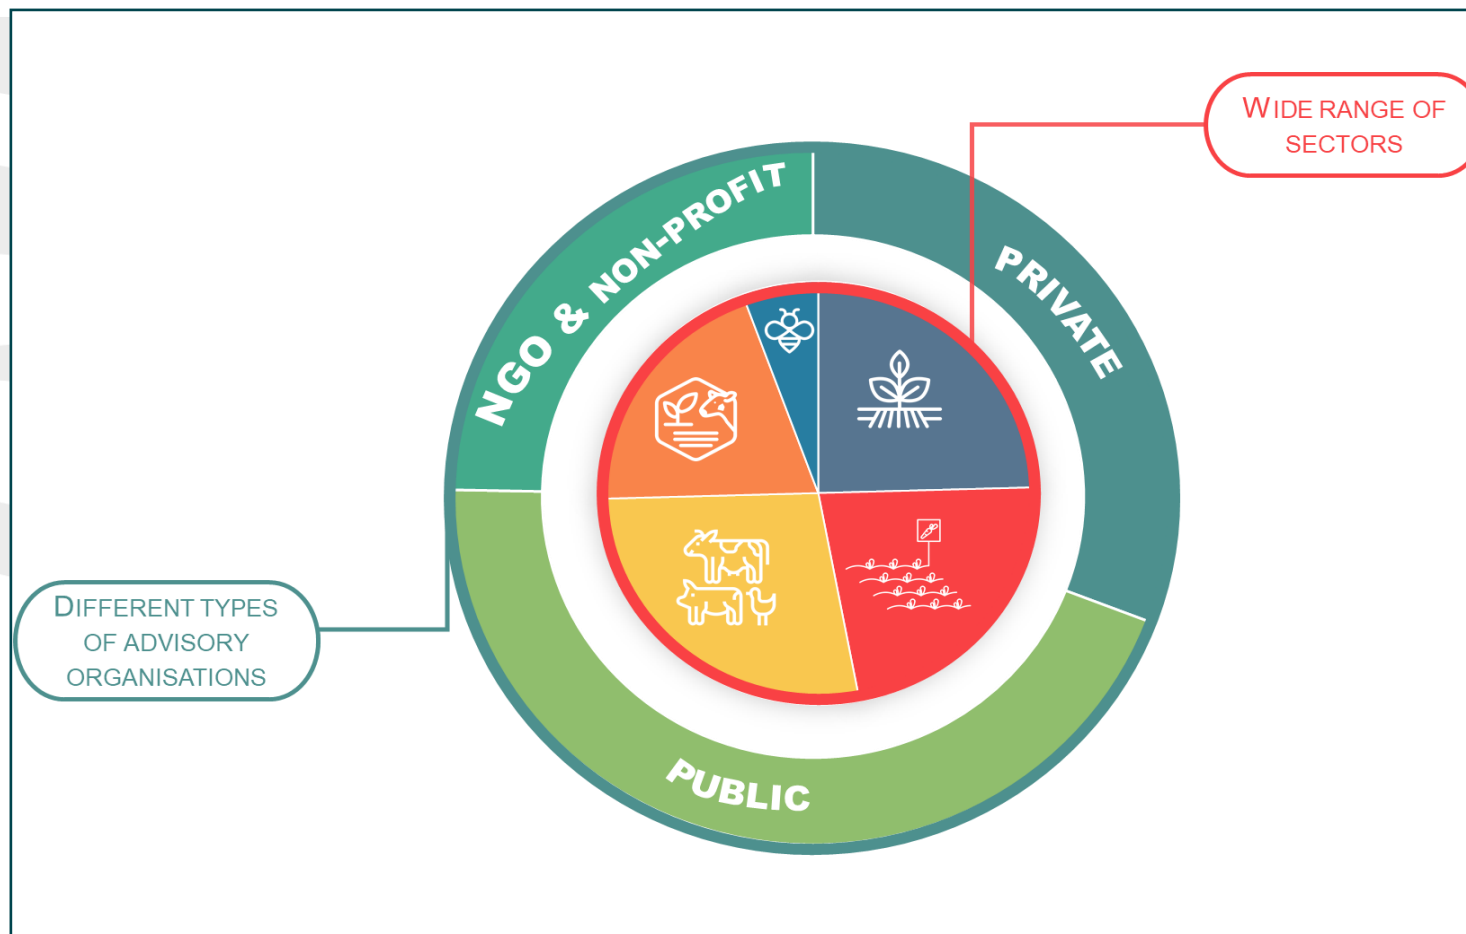 WIDE RANGE OF
SECTORS
NGO & NON-PROFIT
PRIVATE
DIFFERENT TYPES
OF ADVISORY
ORGANISATIONS
PUBLIC